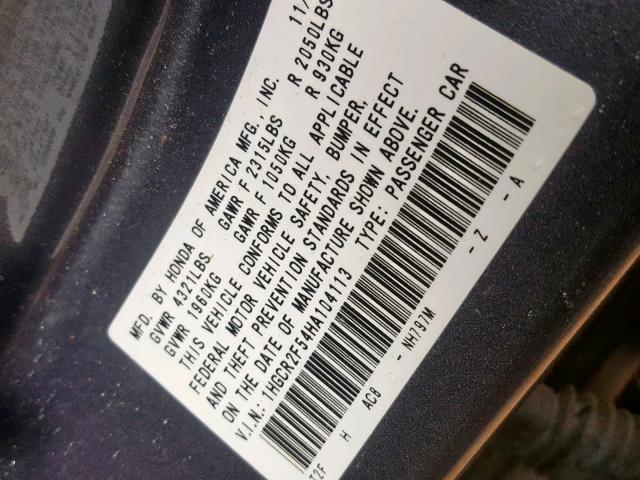 MFD. BY HONDA OF AMERICA MFG., INC. 11/
GVWR 4321LBS. GAWR F 2315LBS R 2050LBS
GVWR 1960KG GAWR F 1050KG R 930KG
THIS VEHICLE CONFORMS TO ALL APPLICABLE
FEDERAL MOTOR VEHICLE SAFETY, BUMPER,
AND THEFT PREVENTION STANDARDS IN EFFECT
ON THE DATE OF MANUFACTURE SHOWN ABOVE.
V.I.N.: 1HGCR2F54HA104113 TYPE: PASSENGER CAR
T2F H AC8 - NH797M - Z - A